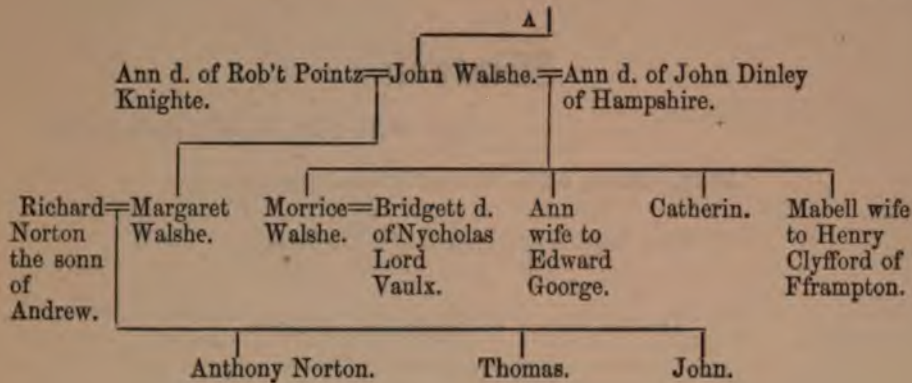 A
Ann d. of Rob't Pointz=John Walshe.=Ann d. of John Dinley
Knighte.
of Hampshire.
Richard=Margaret
Norton Walshe.
the sonn
of
Andrew.
Morrice=Bridgett d.
Walshe. of Nycholas
Lord
Vaulx.
Ann
wife to
Edward
Goorge.
Catherin.
Mabell wife
to Henry
Clyfford of
Fframpton.
Anthony Norton. Thomas. John.